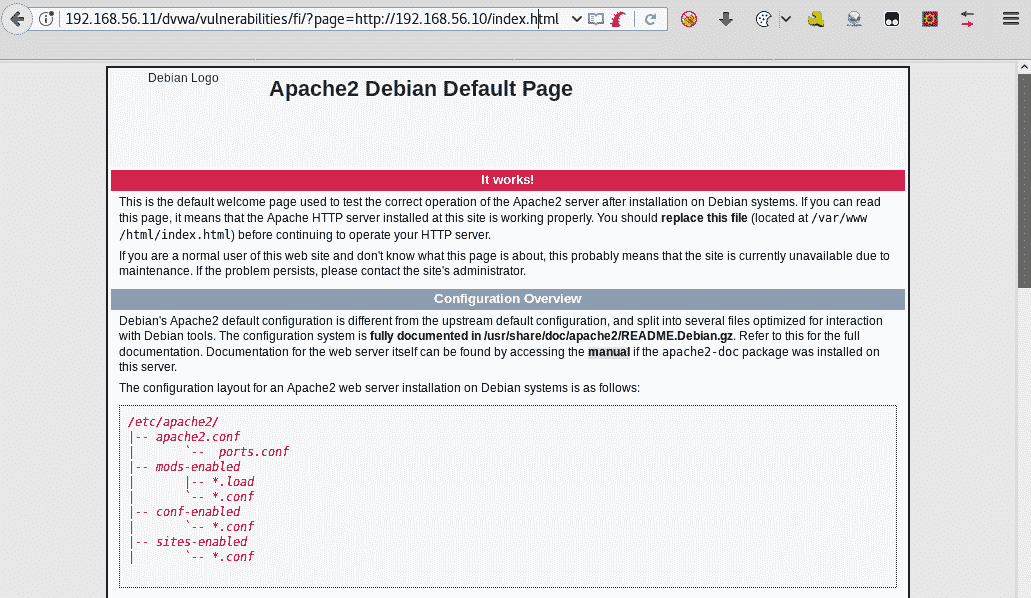 192.168.56.11/dvwa/vulnerabilities/fi/?page=http://192.168.56.10/index.html
Debian Logo
Apache2 Debian Default Page
It works!
This is the default welcome page used to test the correct operation of the Apache2 server after installation on Debian systems. If you can read
this page, it means that the Apache HTTP server installed at this site is working properly. You should replace this file (located at /var/www
/html/index.html) before continuing to operate your HTTP server.
If you are a normal user of this web site and don't know what this page is about, this probably means that the site is currently unavailable due to
maintenance. If the problem persists, please contact the site's administrator.
Configuration Overview
Debian's Apache2 default configuration is different from the upstream default configuration, and split into several files optimized for interaction
with Debian tools. The configuration system is fully documented in /usr/share/doc/apache2/README.Debian.gz. Refer to this for the full
documentation. Documentation for the web server itself can be found by accessing the manual if the apache2-doc package was installed on
this server.
The configuration layout for an Apache2 web server installation on Debian systems is as follows:
/etc/apache2/
|-- apache2.conf
|       `--  ports.conf
|-- mods-enabled
|       |-- *.load
|       `-- *.conf
|-- conf-enabled
|       `-- *.conf
|-- sites-enabled
|       `-- *.conf